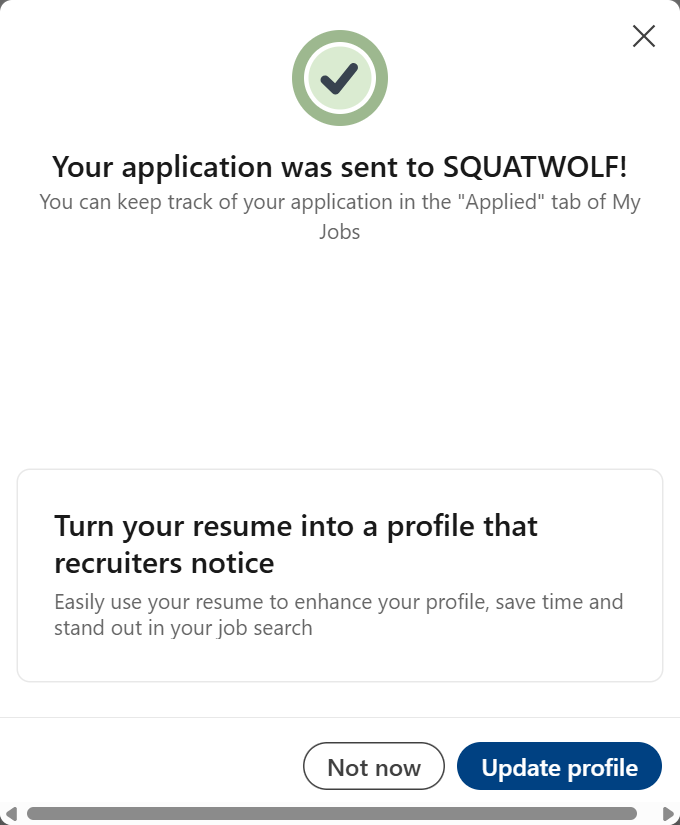 Your application was sent to SQUATWOLF!
You can keep track of your application in the "Applied" tab of My
Jobs
Turn your resume into a profile that
recruiters notice
Easily use your resume to enhance your profile, save time and
stand out in your job search
Not now
Update profile